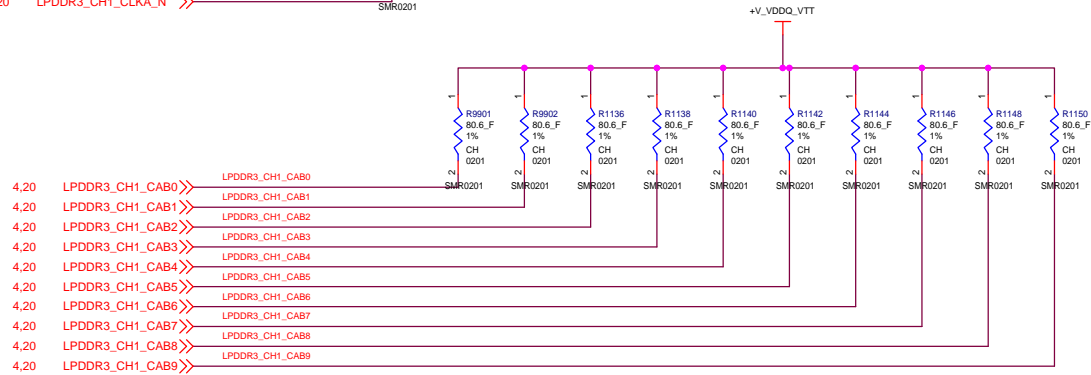 20 LPDDR3_CH1_CLKA_N
SMR0201
+V_VDDQ_VTT
1 1 1 1 1 1 1 1 1 1
R9901 R9902 R1136 R1138 R1140 R1142 R1144 R1146 R1148 R1150
80.6_F 80.6_F 80.6_F 80.6_F 80.6_F 80.6_F 80.6_F 80.6_F 80.6_F 80.6_F
1% 1% 1% 1% 1% 1% 1% 1% 1% 1%
CH CH CH CH CH CH CH CH CH CH
0201 0201 0201 0201 0201 0201 0201 0201 0201 0201
2 2 2 2 2 2 2 2 2 2
SMR0201 SMR0201 SMR0201 SMR0201 SMR0201 SMR0201 SMR0201 SMR0201 SMR0201 SMR0201
4,20 LPDDR3_CH1_CAB0 LPDDR3_CH1_CAB0
4,20 LPDDR3_CH1_CAB1 LPDDR3_CH1_CAB1
4,20 LPDDR3_CH1_CAB2 LPDDR3_CH1_CAB2
4,20 LPDDR3_CH1_CAB3 LPDDR3_CH1_CAB3
4,20 LPDDR3_CH1_CAB4 LPDDR3_CH1_CAB4
4,20 LPDDR3_CH1_CAB5 LPDDR3_CH1_CAB5
4,20 LPDDR3_CH1_CAB6 LPDDR3_CH1_CAB6
4,20 LPDDR3_CH1_CAB7 LPDDR3_CH1_CAB7
4,20 LPDDR3_CH1_CAB8 LPDDR3_CH1_CAB8
4,20 LPDDR3_CH1_CAB9 LPDDR3_CH1_CAB9